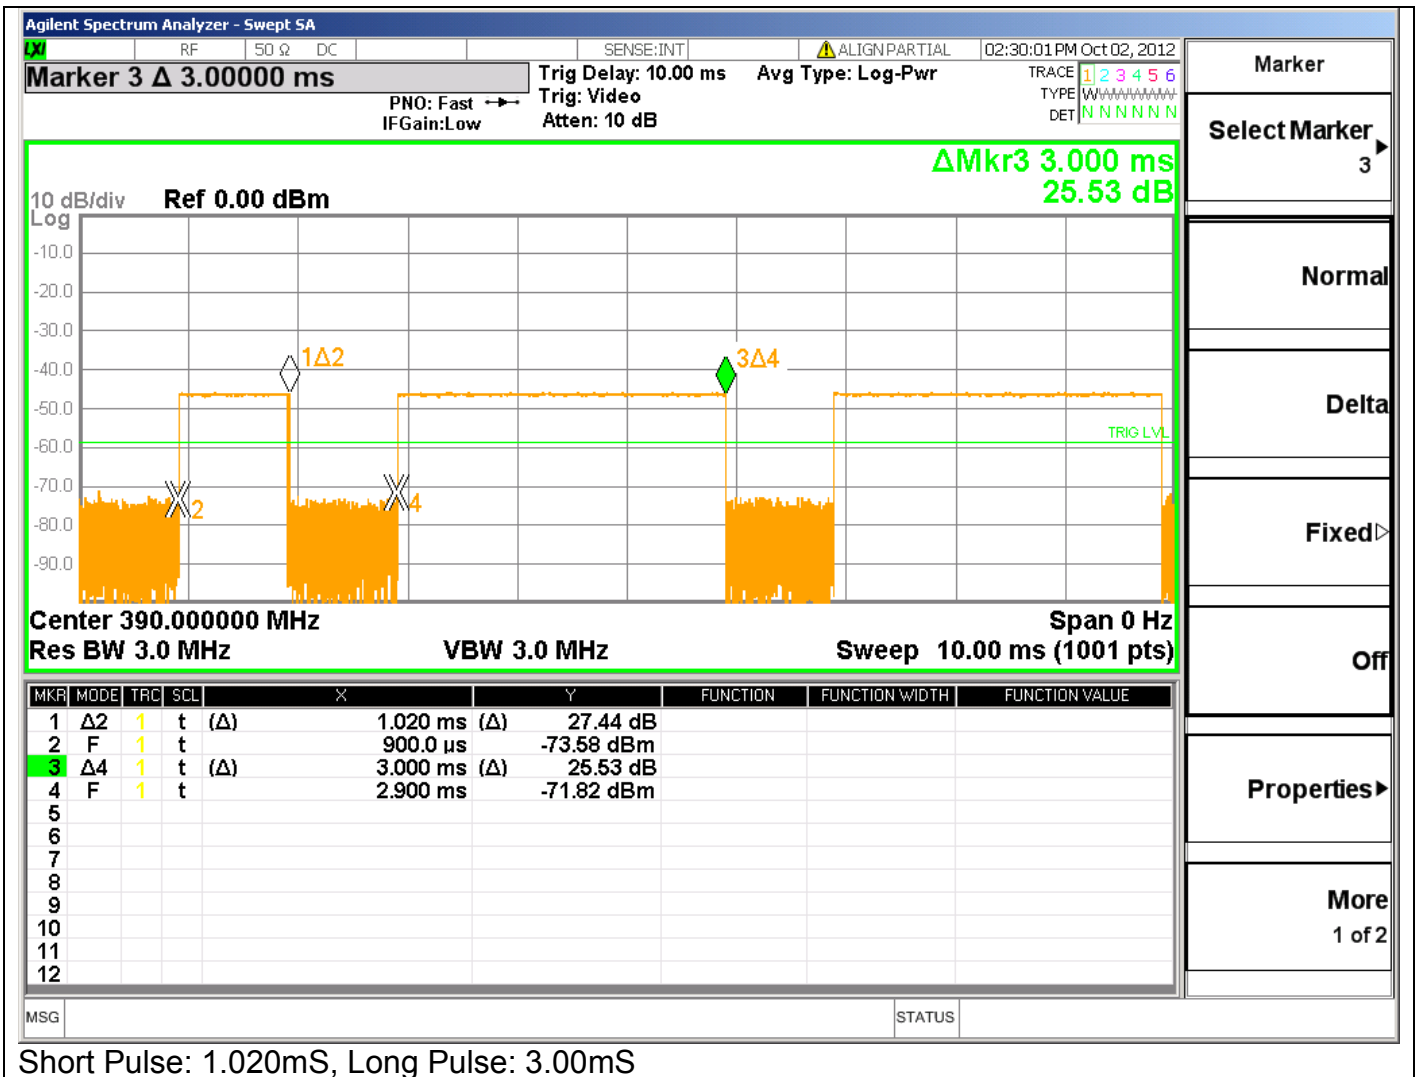 Agilent Spectrum Analyzer - Swept SA
LXI RF 50 Ω DC SENSE:INT ALIGN PARTIAL 02:30:01 PM Oct 02, 2012
Marker 3 Δ 3.00000 ms
PNO: Fast
IFGain:Low
Trig Delay: 10.00 ms
Trig: Video
Atten: 10 dB
Avg Type: Log-Pwr
TRACE 1 2 3 4 5 6
TYPE WWWWWW
DET N N N N N N
ΔMkr3 3.000 ms
25.53 dB
10 dB/div Ref 0.00 dBm
Log
-10.0
-20.0
-30.0
-40.0
-50.0
-60.0
-70.0
-80.0
-90.0
1Δ2
3Δ4
TRIG LVL
2
4
Center 390.000000 MHz Span 0 Hz
Res BW 3.0 MHz VBW 3.0 MHz Sweep 10.00 ms (1001 pts)
MKR MODE TRC SCL X Y FUNCTION FUNCTION WIDTH FUNCTION VALUE
1 Δ2 1 t (Δ) 1.020 ms (Δ) 27.44 dB
2 F 1 t 900.0 µs -73.58 dBm
3 Δ4 1 t (Δ) 3.000 ms (Δ) 25.53 dB
4 F 1 t 2.900 ms -71.82 dBm
5
6
7
8
9
10
11
12
MSG STATUS
Marker
Select Marker
3
Normal
Delta
Fixed
Off
Properties
More
1 of 2
Short Pulse: 1.020mS, Long Pulse: 3.00mS